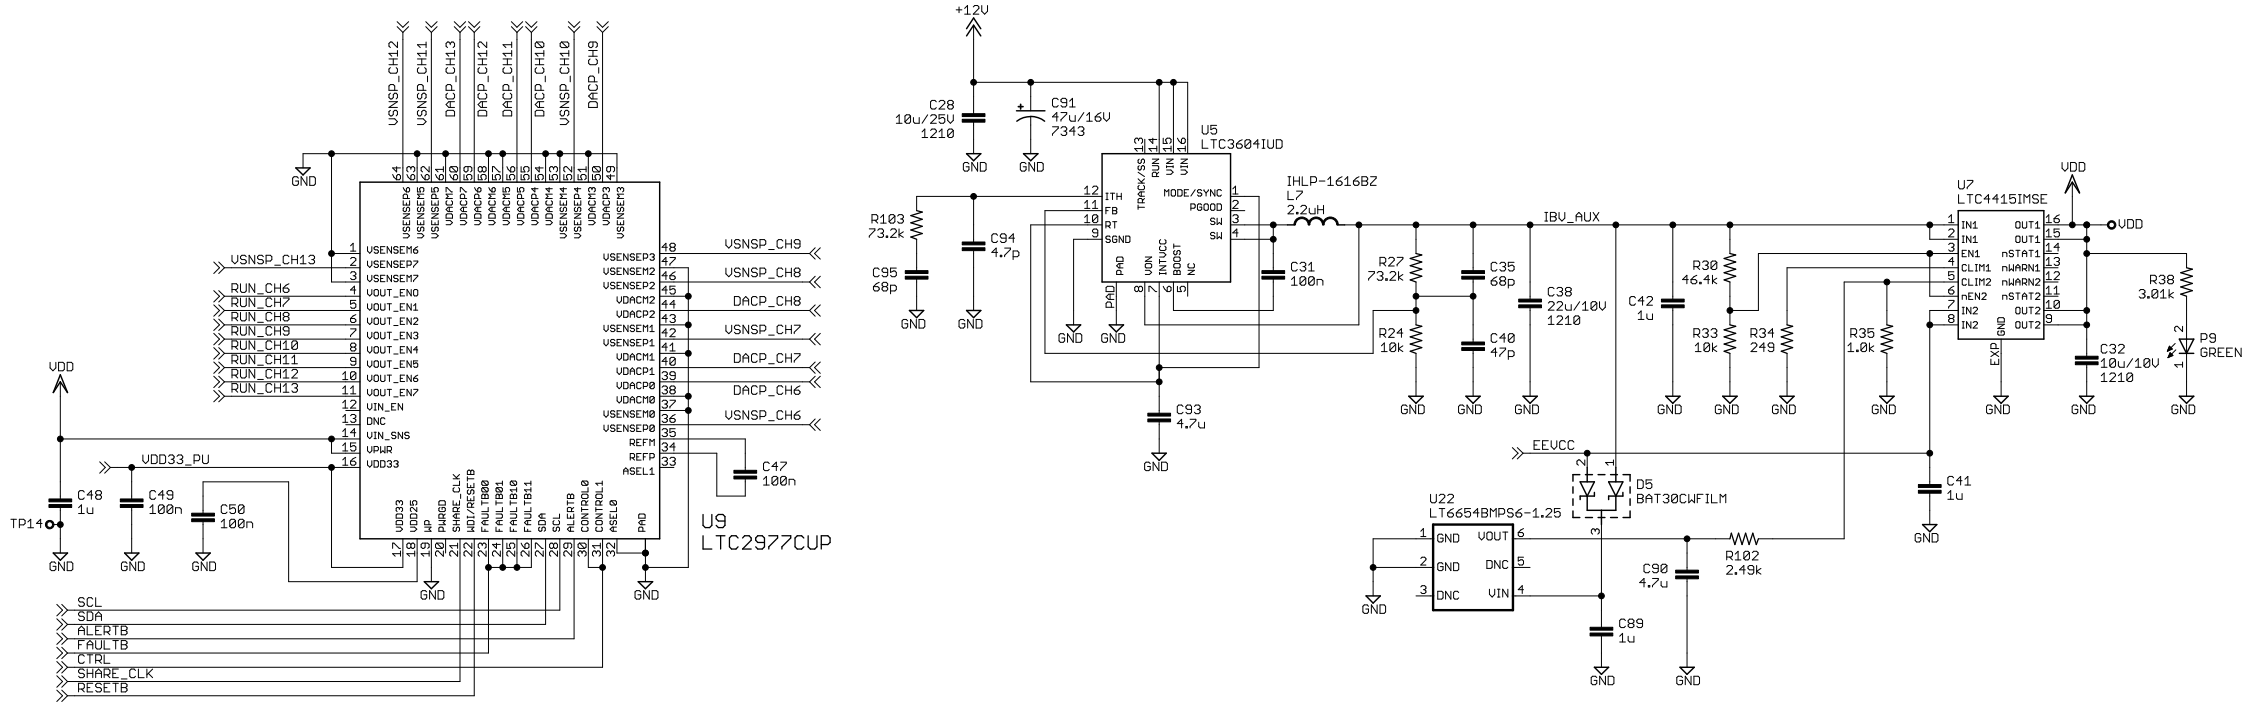 VSNSP_CH12
VSNSP_CH11
DACP_CH13
DACP_CH12
DACP_CH11
DACP_CH10
VSNSP_CH10
DACP_CH9
GND
64 63 62 61 60 59 58 57 56 55 54 53 52 51 50 49
VSENSEP6
VSENSEM5
VSENSEP5
VDACM7
VDACP7
VDACP6
VDACM6
VDACM5
VDACP5
VDACP4
VDACM4
VSENSEM4
VSENSEP4
VDACM3
VDACP3
VSENSEM3
1 VSENSEM6
VSNSP_CH13 2 VSENSEP7
3 VSENSEM7
RUN_CH6 4 VOUT_EN0
RUN_CH7 5 VOUT_EN1
RUN_CH8 6 VOUT_EN2
RUN_CH9 7 VOUT_EN3
RUN_CH10 8 VOUT_EN4
RUN_CH11 9 VOUT_EN5
RUN_CH12 10 VOUT_EN6
RUN_CH13 11 VOUT_EN7
12 VIN_EN
13 DNC
14 VIN_SNS
15 VPWR
VDD33_PU 16 VDD33
VSENSEP3 48 VSNSP_CH9
VSENSEM2 47
VSENSEP2 46 VSNSP_CH8
VDACM2 45
VDACP2 44 DACP_CH8
VSENSEM1 43
VSENSEP1 42 VSNSP_CH7
VDACM1 41
VDACP1 40 DACP_CH7
VDACP0 39 DACP_CH6
VDACM0 38
VSENSEM0 37
VSENSEP0 36 VSNSP_CH6
REFM 35
REFP 34
ASEL1 33
C47
100n
VDD
C48
1u
TP14
GND
C49
100n
GND
C50
100n
GND
VDD33
VDD25
WP
PWRGD
SHARE_CLK
WDI/RESETB
FAULTB00
FAULTB01
FAULTB10
FAULTB11
SDA
SCL
ALERTB
CONTROL0
CONTROL1
ASEL0
PAD
17 18 19 20 21 22 23 24 25 26 27 28 29 30 31 32
U9
LTC2977CUP
GND
GND
SCL
SDA
ALERTB
FAULTB
CTRL
SHARE_CLK
RESETB
+12V
C28
10u/25V
1210
GND
C91
47u/16V
7343
GND
U5
LTC3604IUD
13 14 15 16
TRACK/SS
RUN
VIN
VIN
12 ITH
11 FB
10 RT
9 SGND
MODE/SYNC 1
PGOOD 2
SW 3
SW 4
PAD
VON
INTVCC
BOOST
NC
PAD
8 7 6 5
R103
73.2k
C95
68p
GND
C94
4.7p
GND
GND
GND
C93
4.7u
GND
IHLP-1616BZ
L7
2.2uH
C31
100n
IBV_AUX
R27
73.2k
R24
10k
GND
C35
68p
C40
47p
GND
C38
22u/10V
1210
GND
C42
1u
GND
R30
46.4k
R33
10k
GND
R34
249
GND
R35
1.0k
GND
U7
LTC4415IMSE
1 IN1
2 IN1
3 EN1
4 CLIM1
5 CLIM2
6 nEN2
7 IN2
8 IN2
OUT1 16
OUT1 15
nSTAT1 14
nWARN1 13
nWARN2 12
nSTAT2 11
OUT2 10
OUT2 9
GND
EXP
GND
VDD
VDD
C32
10u/10V
1210
GND
R38
3.01k
2
P9
GREEN
1
GND
EEVCC
2 1
D5
BAT30CWFILM
3
C41
1u
GND
U22
LT6654BMPS6-1.25
1 GND
2 GND
3 DNC
VOUT 6
DNC 5
VIN 4
GND
C90
4.7u
GND
R102
2.49k
C89
1u
GND